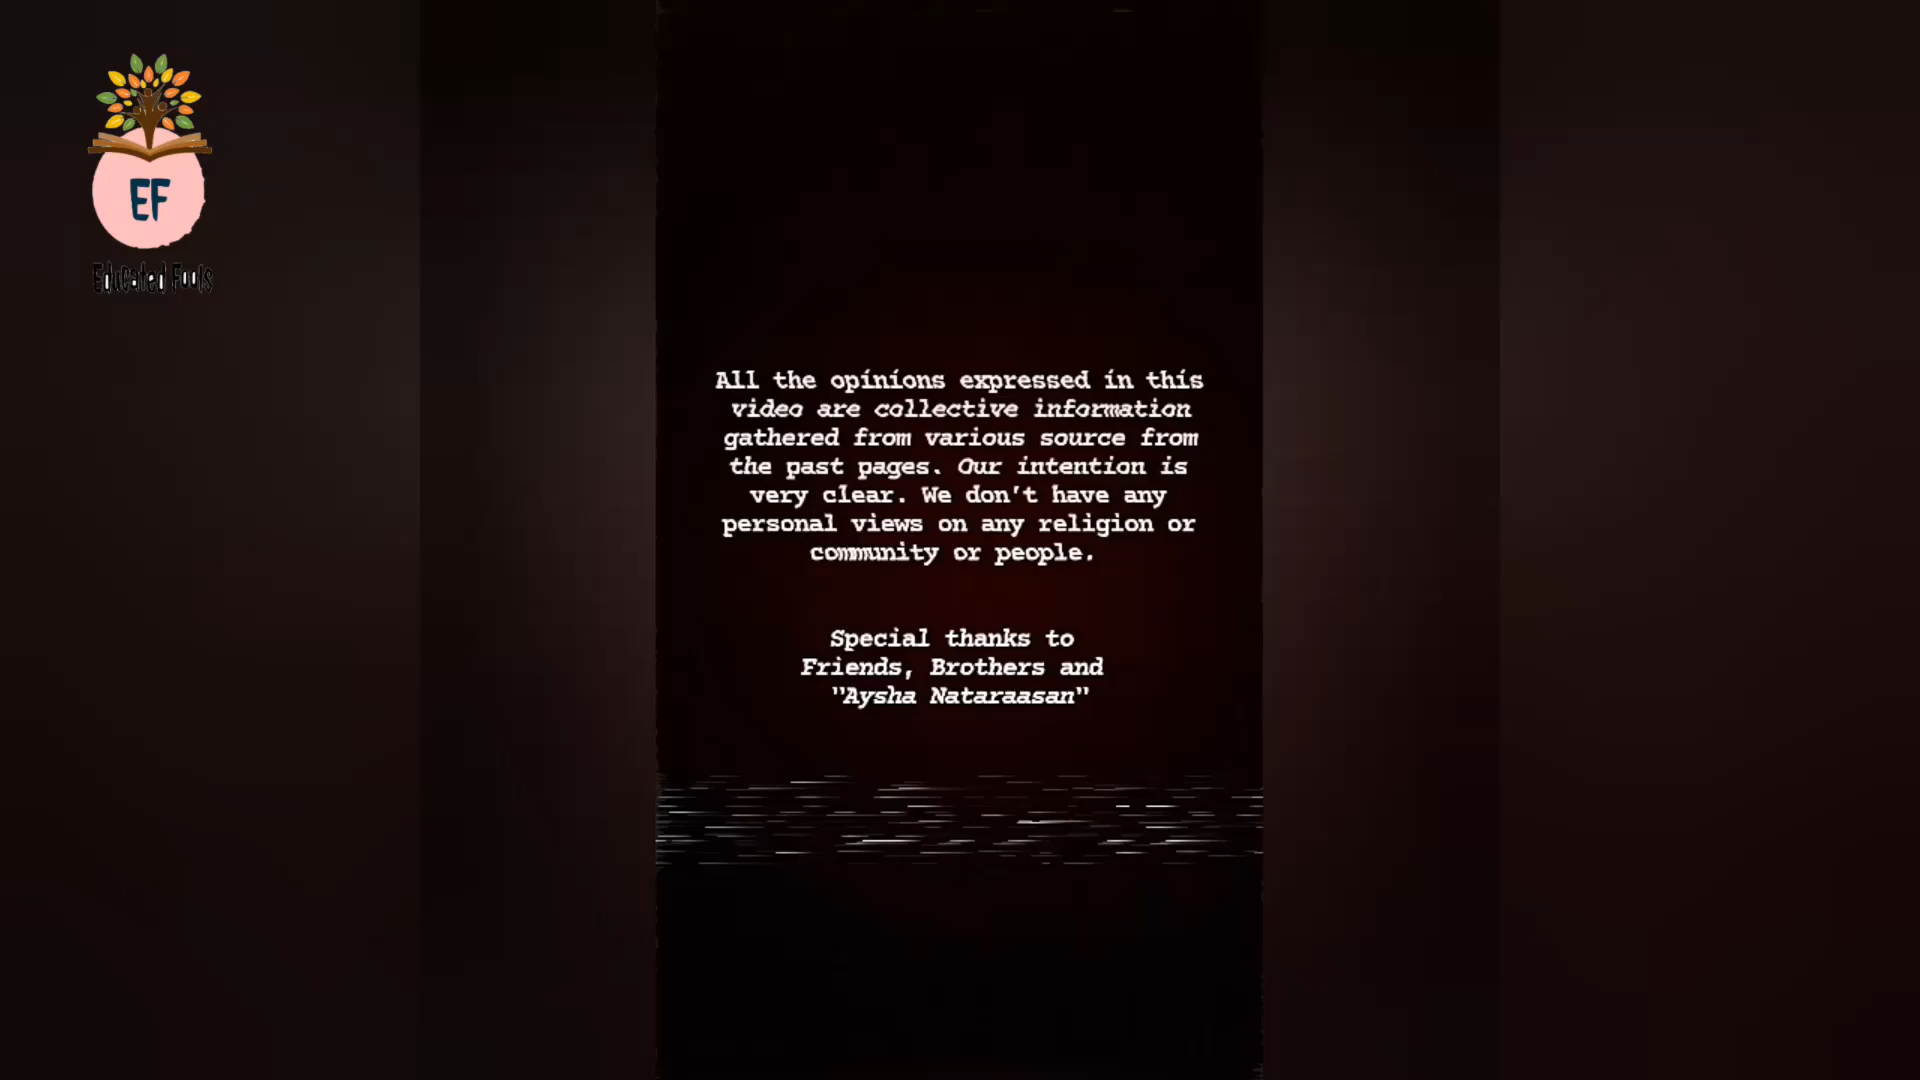 EF
Educated Fools
All the opinions expressed in this
video are collective information
gathered from various source from
the past pages. Our intention is
very clear. We don't have any
personal views on any religion or
community or people.
Special thanks to
Friends, Brothers and
"Aysha Nataraasan"